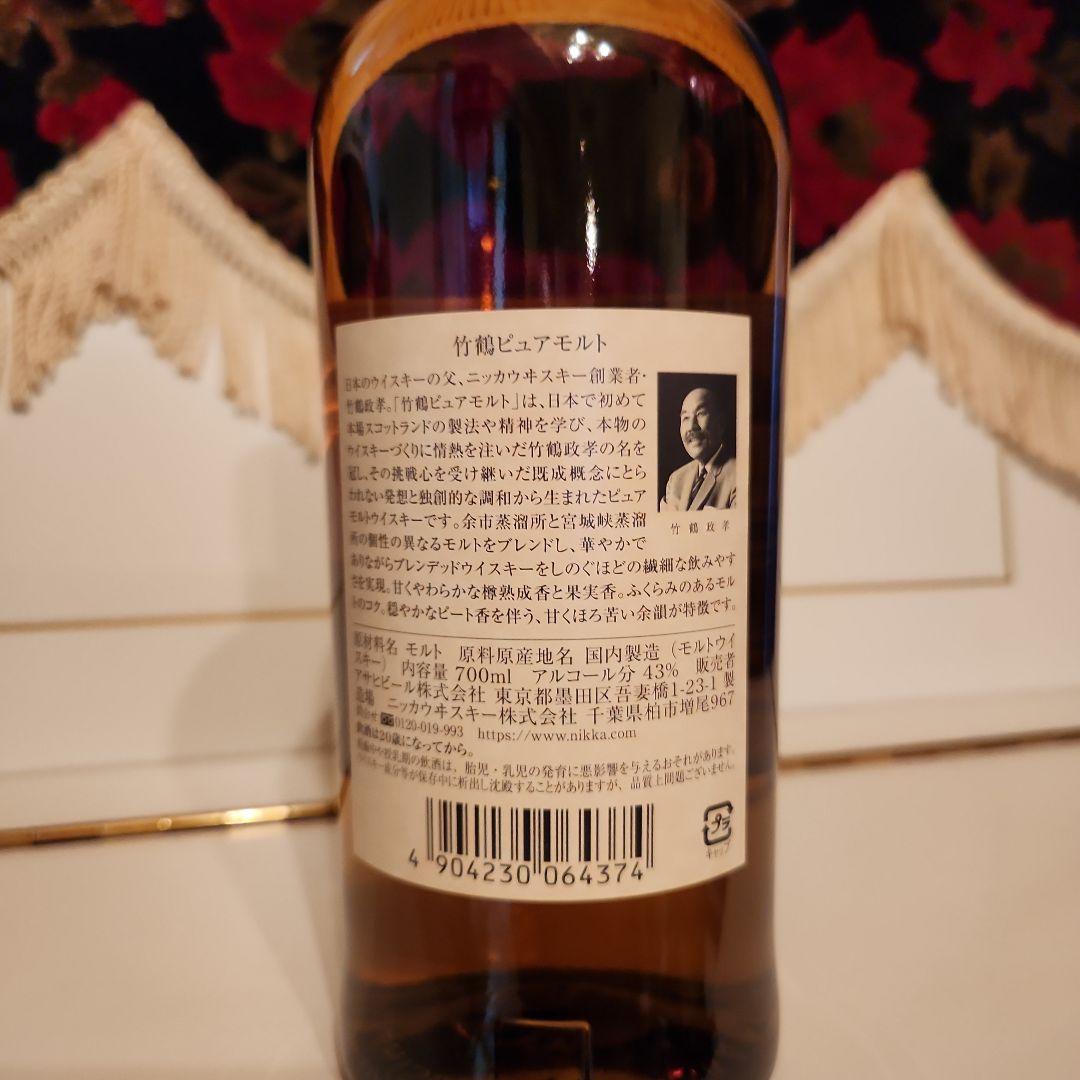 竹鶴ピュアモルト
日本のウイスキーの父、ニッカウヰスキー創業者・
竹鶴政孝。「竹鶴ピュアモルト」は、日本で初めて
本場スコットランドの製法や精神を学び、本物の
ウイスキーづくりに情熱を注いだ竹鶴政孝の名を
冠し、その挑戦心を受け継いだ既成概念にとら
われない発想と独創的な調和から生まれたピュア
モルトウイスキーです。余市蒸溜所と宮城峡蒸溜
所の個性の異なるモルトをブレンドし、華やかで
ありながらブレンデッドウイスキーをしのぐほどの繊細な飲みやす
さを実現。甘くやわらかな樽熟成香と果実香。ふくらみのあるモル
トのコク。穏やかなピート香を伴う、甘くほろ苦い余韻が特徴です。
竹鶴政孝
原材料名 モルト 原料原産地名 国内製造（モルトウイ
スキー） 内容量 700ml アルコール分 43% 販売者
アサヒビール株式会社 東京都墨田区吾妻橋1-23-1 製
造場 ニッカウヰスキー株式会社 千葉県柏市増尾967
問合せ 0120-019-993 https://www.nikka.com
飲酒は20歳になってから。
妊娠中や授乳期の飲酒は、胎児・乳児の発育に悪影響を与えるおそれがあります。
ウイスキー成分等が保存中に析出し沈殿することがありますが、品質上問題ございません。
プラ
キャップ
4 904230 064374